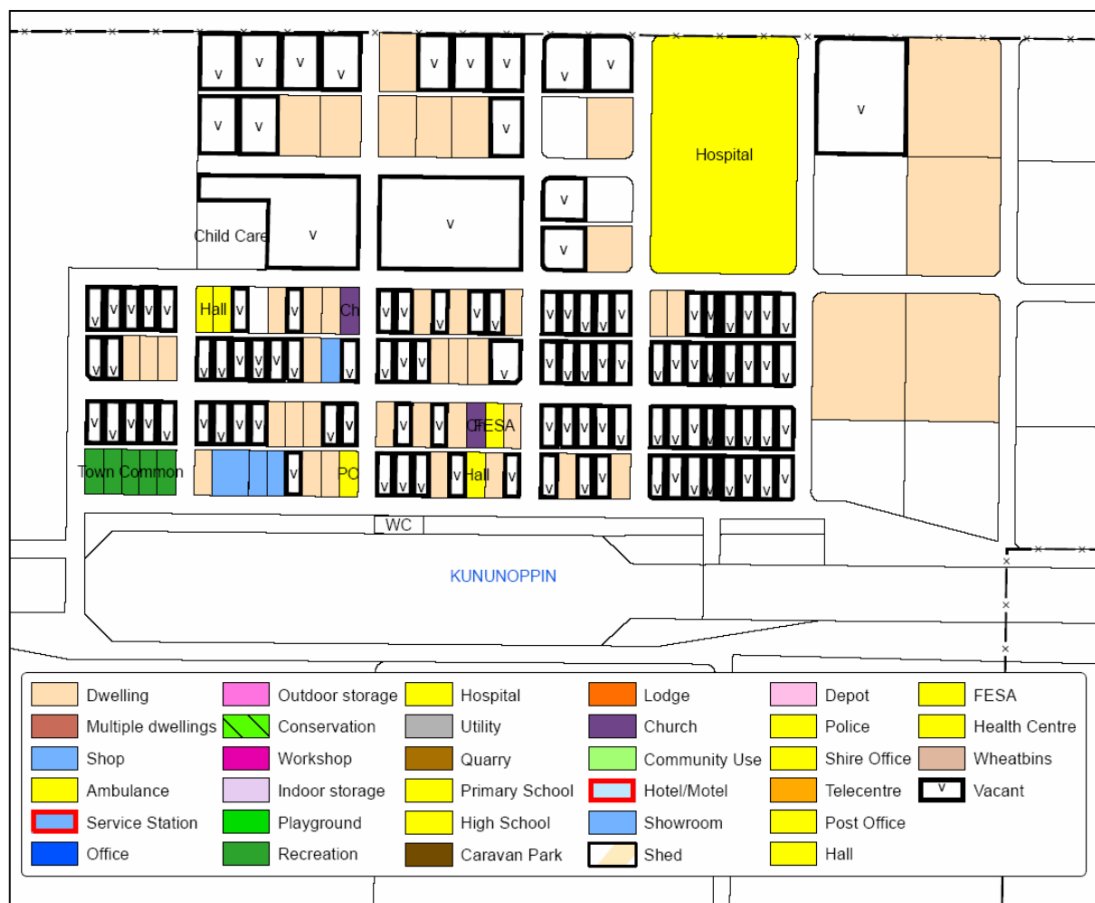 v v v v v v v v v
v
v v v
Hospital
v
Child Care v v
v
v v v v v Hall v v Ch v v v v v v v v v v v v v v v v
v v v v v v v v v v v v v v v v v v v v v v v v v v
v v v v v v v v v v v v v Ch FESA v v v v v v v v v v v v v
Town Common v PO v v v v Hall v v v v v v v v v v v v
WC
KUNUNOPPIN
Dwelling Outdoor storage Hospital Lodge Depot FESA
Multiple dwellings Conservation Utility Church Police Health Centre
Shop Workshop Quarry Community Use Shire Office Wheatbins
Ambulance Indoor storage Primary School Hotel/Motel Telecentre v Vacant
Service Station Playground High School Showroom Post Office
Office Recreation Caravan Park Shed Hall